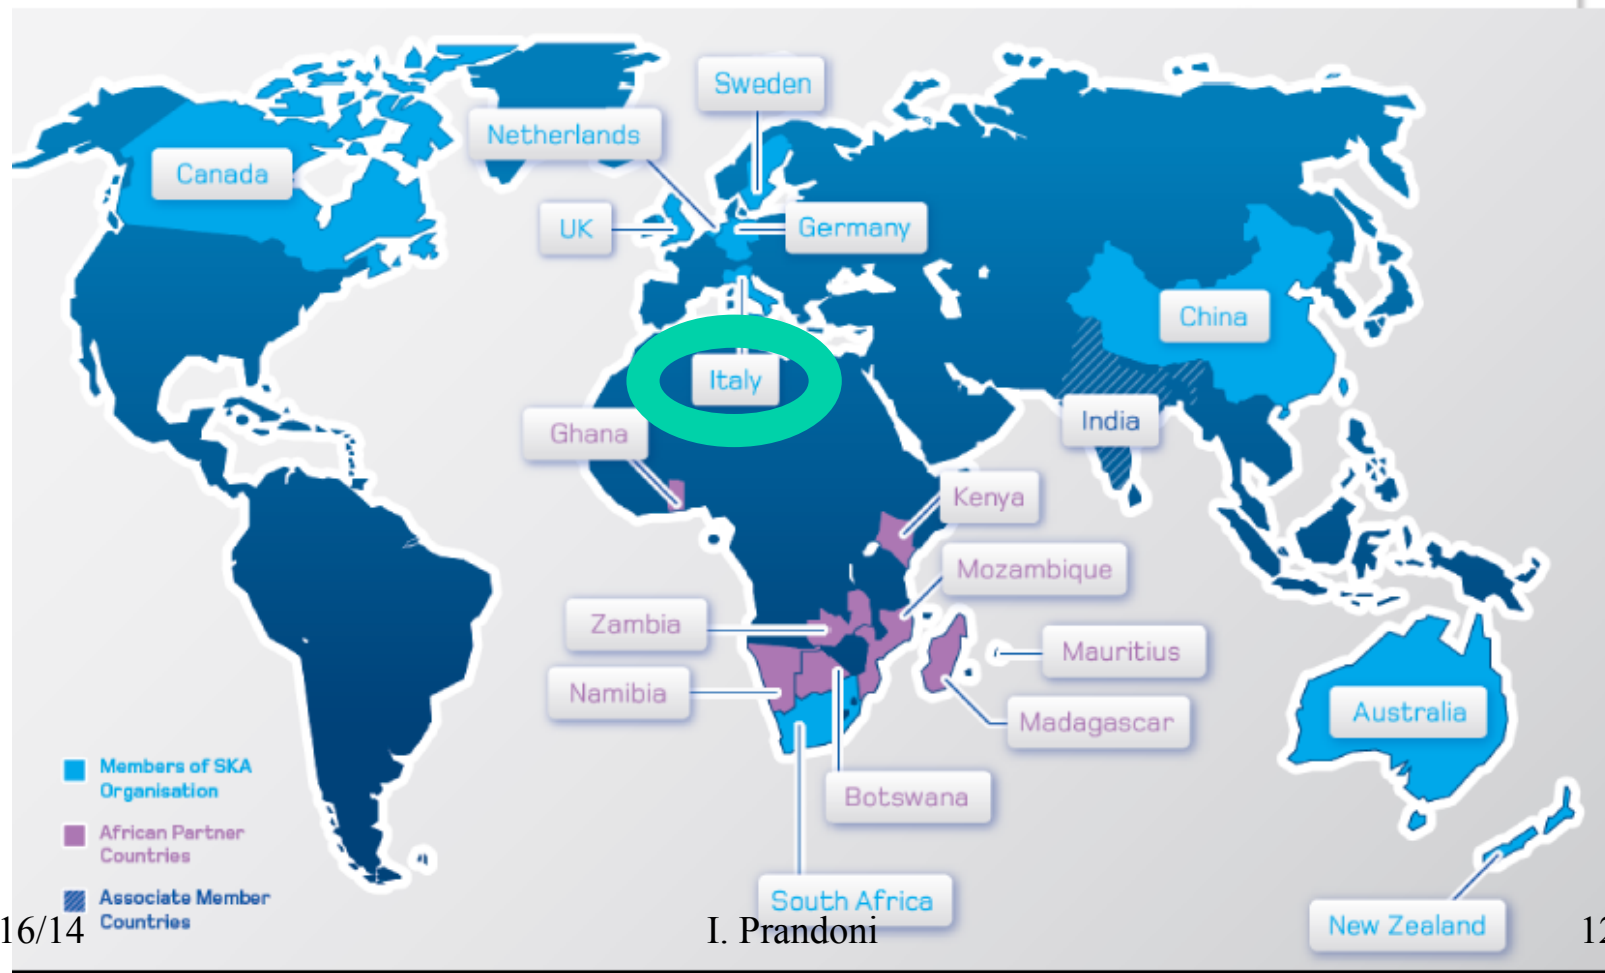 Sweden
Netherlands
Canada
UK
Germany
China
Italy
India
Ghana
Kenya
Mozambique
Zambia
Mauritius
Namibia
Madagascar
Australia
Botswana
South Africa
New Zealand
Members of SKA
Organisation
African Partner
Countries
Associate Member
Countries
16/14
I. Prandoni
12